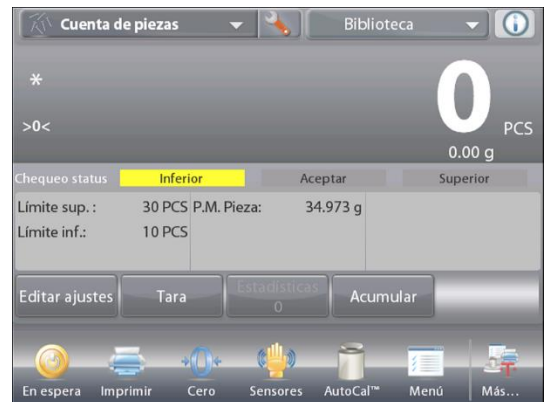 Cuenta de piezas Biblioteca
*
0 PCS
>0<
0.00 g
Chequeo status Inferior Aceptar Superior
Límite sup. : 30 PCS P.M. Pieza: 34.973 g
Límite inf.: 10 PCS
Editar ajustes Tara Estadísticas Acumular
0
0
En espera Imprimir Cero Sensores AutoCal™ Menú Más...